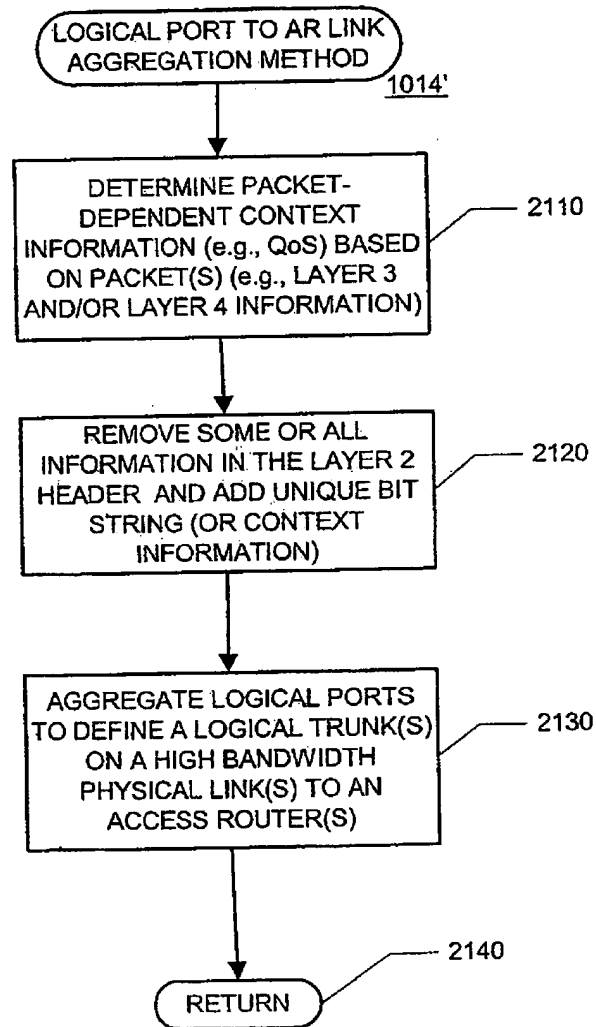 LOGICAL PORT TO AR LINK
AGGREGATION METHOD
1014'
DETERMINE PACKET-
DEPENDENT CONTEXT
INFORMATION (e.g., QoS) BASED
ON PACKET(S) (e.g., LAYER 3
AND/OR LAYER 4 INFORMATION)
2110
REMOVE SOME OR ALL
INFORMATION IN THE LAYER 2
HEADER AND ADD UNIQUE BIT
STRING (OR CONTEXT
INFORMATION)
2120
AGGREGATE LOGICAL PORTS
TO DEFINE A LOGICAL TRUNK(S)
ON A HIGH BANDWIDTH
PHYSICAL LINK(S) TO AN
ACCESS ROUTER(S)
2130
RETURN
2140